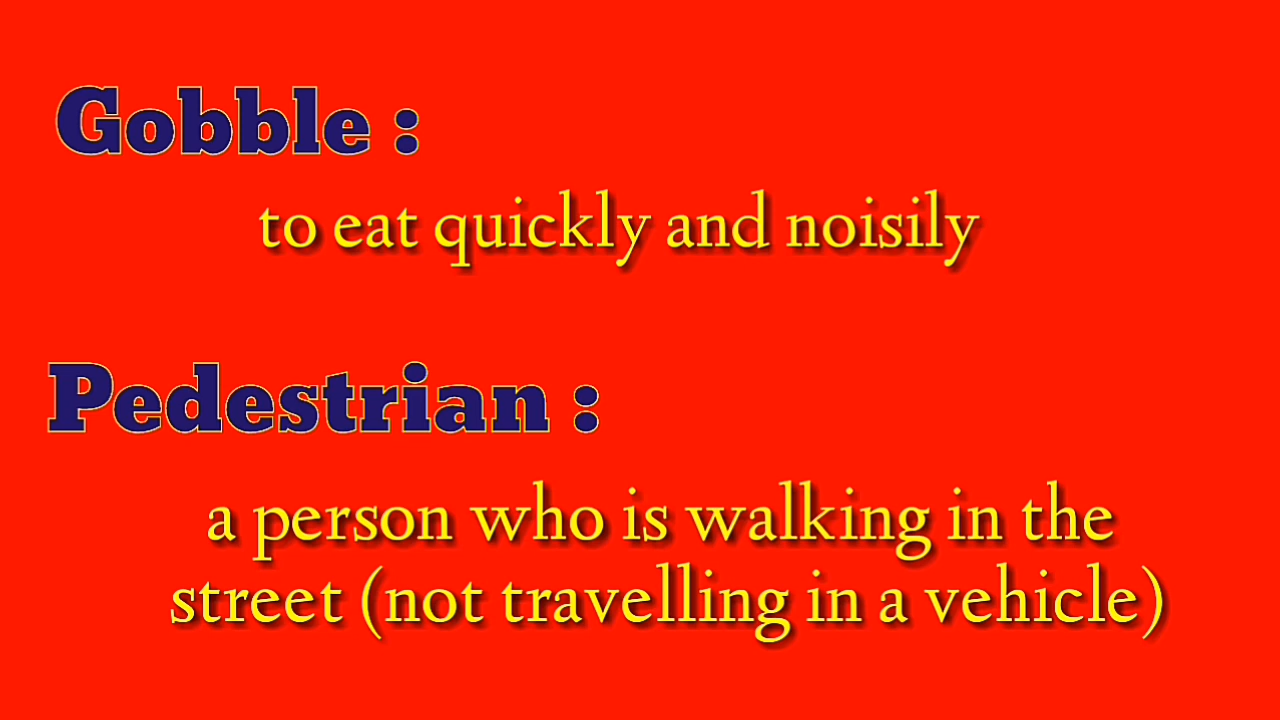 Gobble :
to eat quickly and noisily
Pedestrian :
a person who is walking in the
street (not travelling in a vehicle)